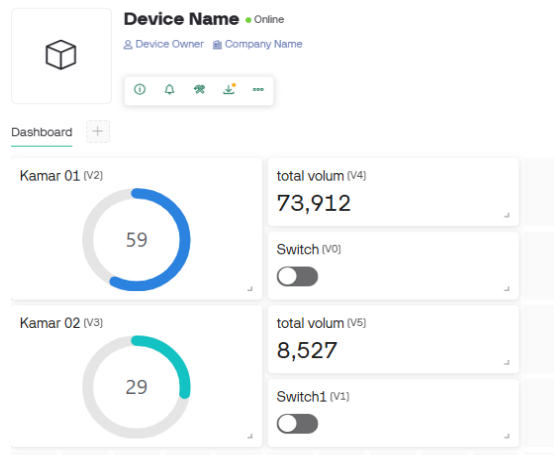 Device Name Online
Device Owner Company Name
Dashboard
Kamar 01 (V2)
59
total volum (V4)
73,912
Switch (V0)
Kamar 02 (V3)
29
total volum (V5)
8,527
Switch1 (V1)